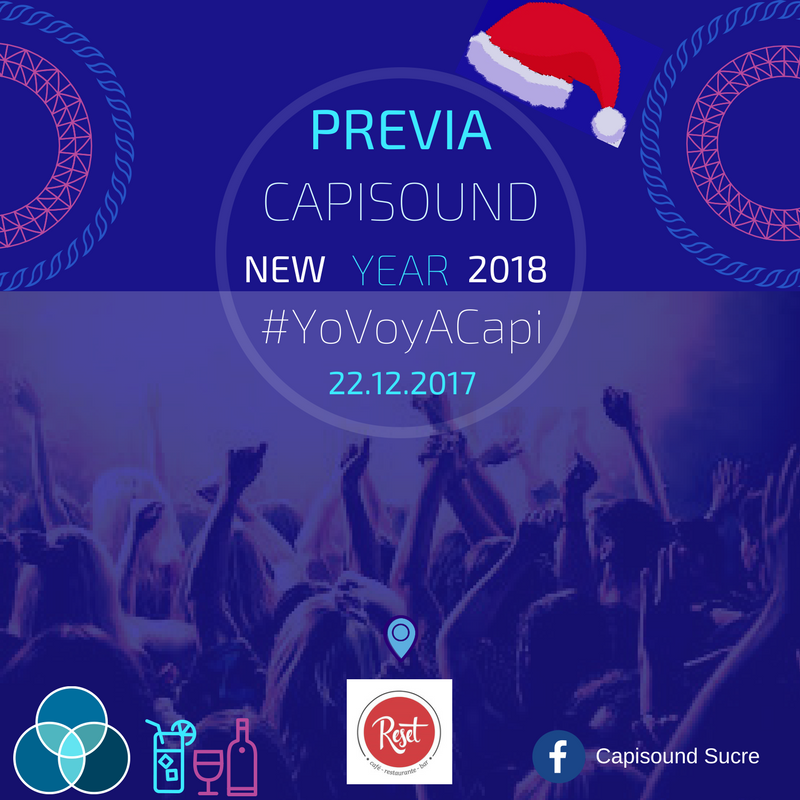 PREVIA
CAPISOUND
NEW YEAR 2018
#YoVoyACapi
22.12.2017
Reset
café · restaurante · bar
Capisound Sucre